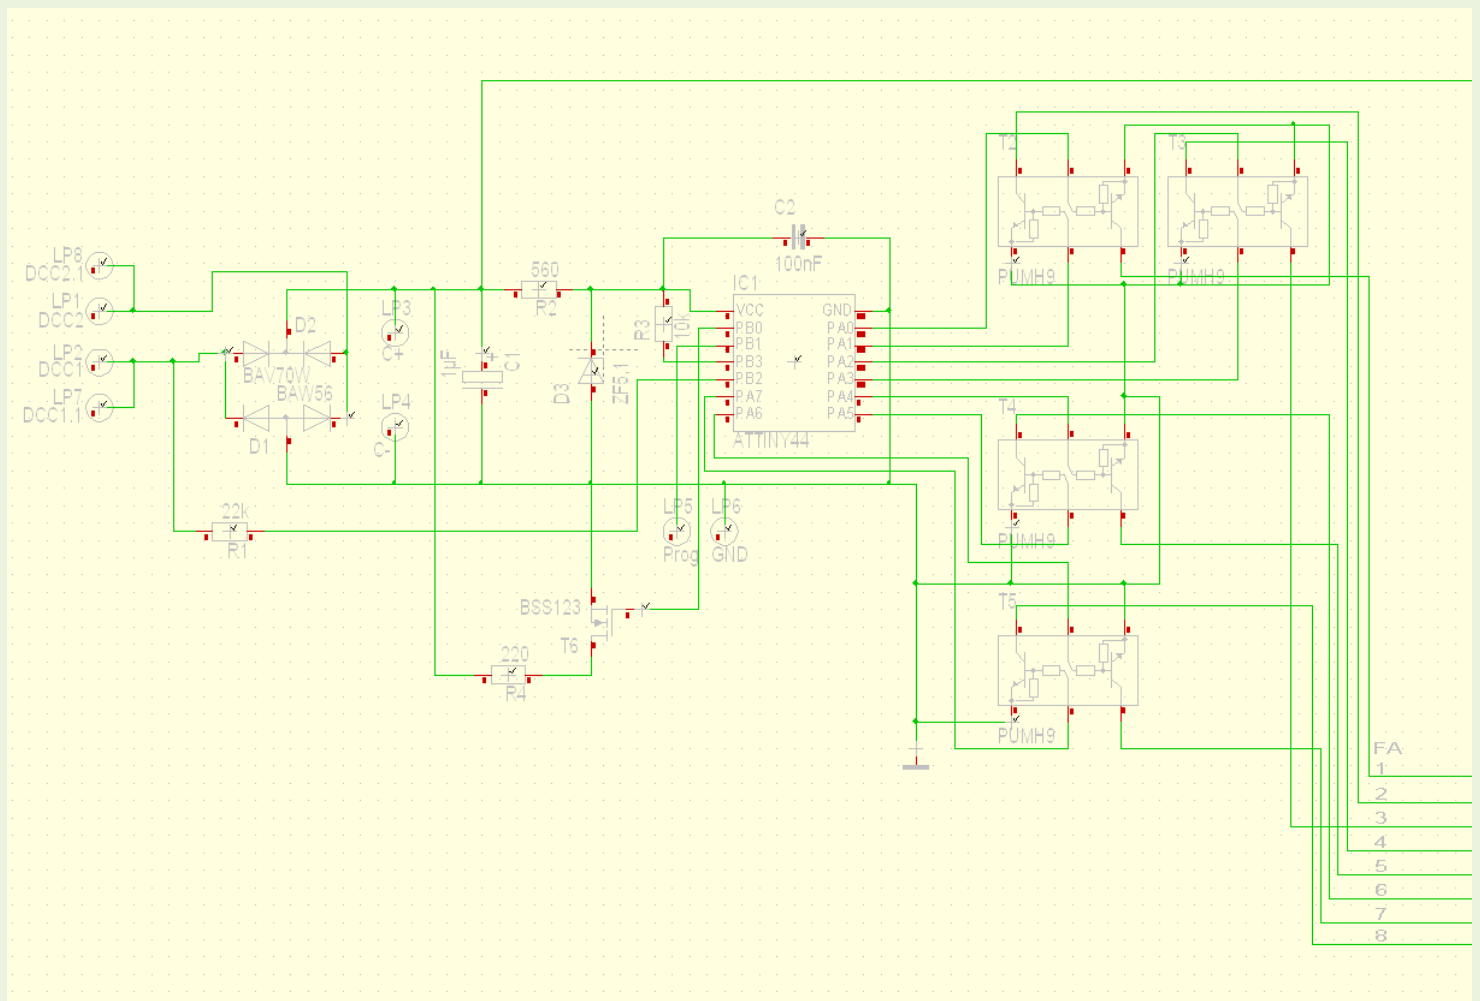 LP8
DCC2.1
LP1
DCC2
LP2
DCC1
LP7
DCC1.1
D2
BAV70W
BAW56
D1
LP3
C+
LP4
C-
1µF
C1
560
R2
D3
ZF5,1
R3
10k
C2
100nF
IC1
VCC
PB0
PB1
PB3
PB2
PA7
PA6
GND
PA0
PA1
PA2
PA3
PA4
PA5
ATTINY44
22k
R1
LP5
Prog
LP6
GND
BSS123
T6
220
R4
T2
PUMH9
T3
PUMH9
T4
PUMH9
T5
PUMH9
FA
1
2
3
4
5
6
7
8